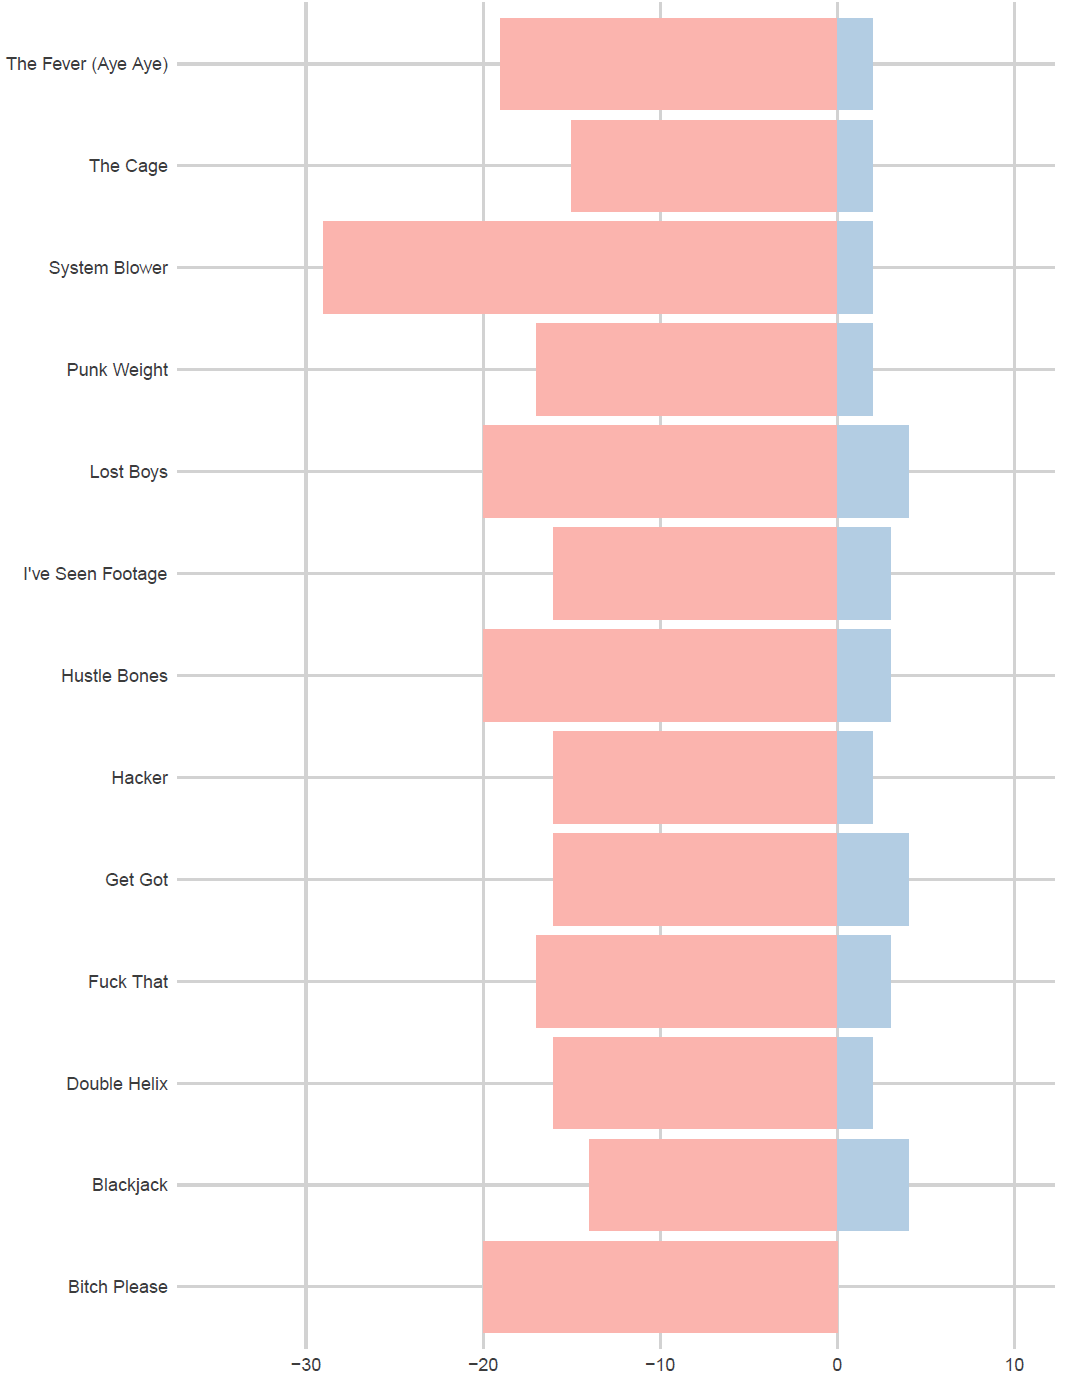 The Fever (Aye Aye)
The Cage
System Blower
Punk Weight
Lost Boys
I've Seen Footage
Hustle Bones
Hacker
Get Got
Fuck That
Double Helix
Blackjack
Bitch Please
−30 −20 −10 0 10